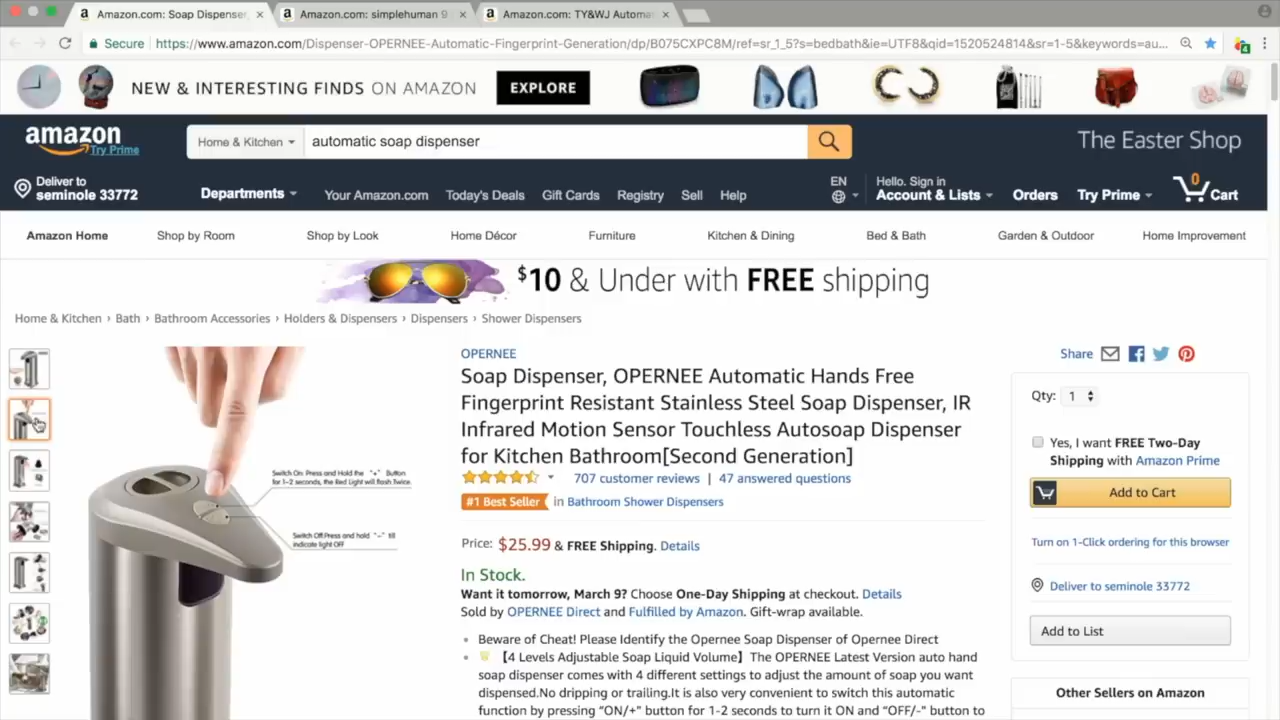 Amazon.com: Soap Dispenser,
Amazon.com: simplehuman 9
Amazon.com: TY&WJ Automat
Secure
https://www.amazon.com/Dispenser-OPERNEE-Automatic-Fingerprint-Generation/dp/B075CXPC8M/ref=sr_1_5?s=bedbath&ie=UTF8&qid=1520524814&sr=1-5&keywords=au...
NEW & INTERESTING FINDS ON AMAZON
EXPLORE
amazon
Try Prime
Home & Kitchen
automatic soap dispenser
The Easter Shop
Deliver to
seminole 33772
Departments
Your Amazon.com
Today's Deals
Gift Cards
Registry
Sell
Help
EN
Hello. Sign in
Account & Lists
Orders
Try Prime
0
Cart
Amazon Home
Shop by Room
Shop by Look
Home Décor
Furniture
Kitchen & Dining
Bed & Bath
Garden & Outdoor
Home Improvement
$10 & Under with FREE shipping
Home & Kitchen › Bath › Bathroom Accessories › Holders & Dispensers › Dispensers › Shower Dispensers
Switch On: Press and Hold the "+" Button
for 1-2 seconds, the Red Light will flash Twice.
Switch Off:Press and hold "-" till
indicate light OFF
OPERNEE
Soap Dispenser, OPERNEE Automatic Hands Free
Fingerprint Resistant Stainless Steel Soap Dispenser, IR
Infrared Motion Sensor Touchless Autosoap Dispenser
for Kitchen Bathroom[Second Generation]
707 customer reviews | 47 answered questions
#1 Best Seller in Bathroom Shower Dispensers
Price: $25.99 & FREE Shipping. Details
In Stock.
Want it tomorrow, March 9? Choose One-Day Shipping at checkout. Details
Sold by OPERNEE Direct and Fulfilled by Amazon. Gift-wrap available.
Beware of Cheat! Please Identify the Opernee Soap Dispenser of Opernee Direct
【4 Levels Adjustable Soap Liquid Volume】The OPERNEE Latest Version auto hand
soap dispenser comes with 4 different settings to adjust the amount of soap you want
dispensed.No dripping or trailing.It is also very convenient to switch this automatic
function by pressing "ON/+" button for 1-2 seconds to turn it ON and "OFF/-" button to
Share
Qty: 1
Yes, I want FREE Two-Day
Shipping with Amazon Prime
Add to Cart
Turn on 1-Click ordering for this browser
Deliver to seminole 33772
Add to List
Other Sellers on Amazon